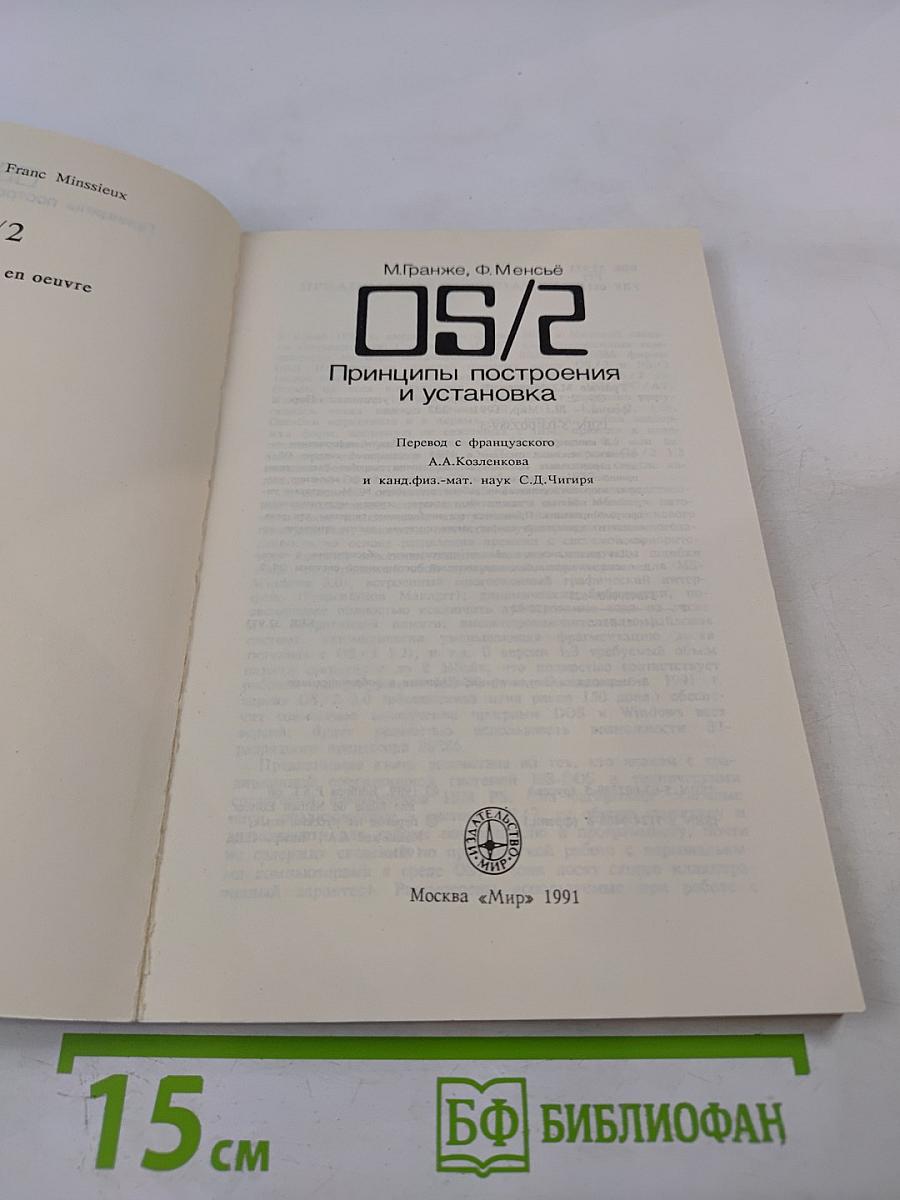 Franc Minssieux
/2
en oeuvre
М.Гранже, Ф.Менсьё
OS/2
Принципы построения
и установка
Перевод с французского
А.А.Козленкова
и канд.физ.-мат. наук С.Д.Чигиря
ИЗДАТЕЛЬСТВО
МИР
Москва «Мир» 1991
15 см
БФ БИБЛИОФАН